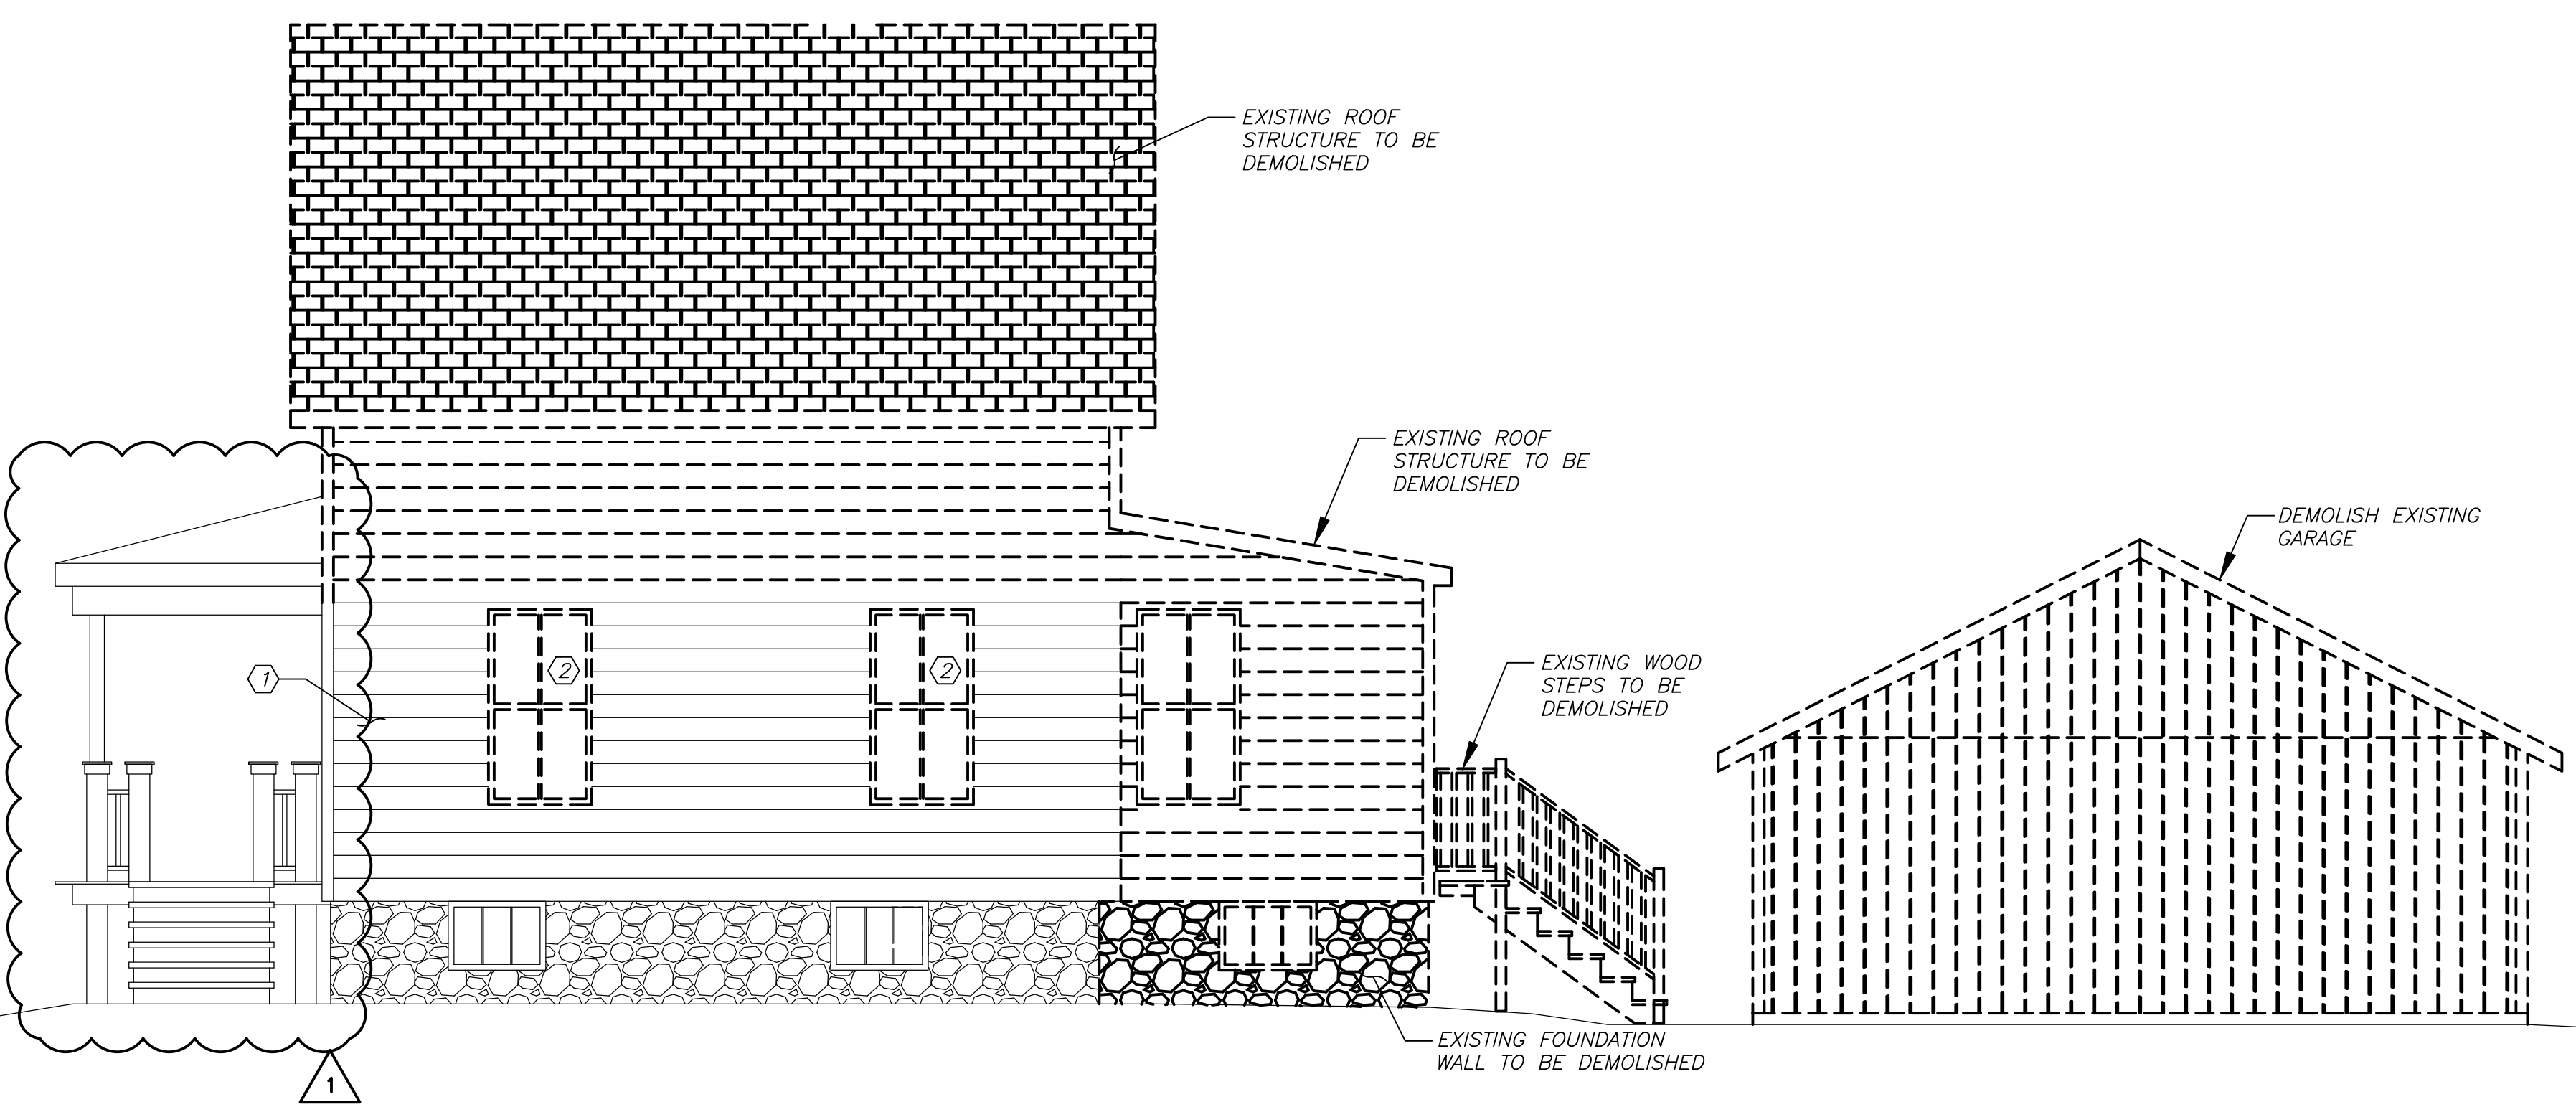 EXISTING ROOF
STRUCTURE TO BE
DEMOLISHED
EXISTING ROOF
STRUCTURE TO BE
DEMOLISHED
DEMOLISH EXISTING
GARAGE
EXISTING WOOD
STEPS TO BE
DEMOLISHED
1
2
2
EXISTING FOUNDATION
WALL TO BE DEMOLISHED
1